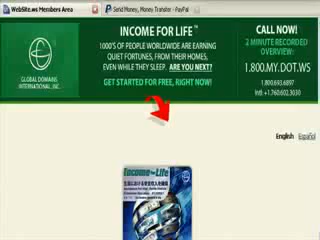 WebSite.ws Members Area
Send Money, Money Transfer - PayPal
INCOME FOR LIFE™
1000'S OF PEOPLE WORLDWIDE ARE EARNING
QUIET FORTUNES, FROM THEIR HOMES,
EVEN WHILE THEY SLEEP. ARE YOU NEXT?
GET STARTED FOR FREE, RIGHT NOW!
GLOBAL DOMAINS
INTERNATIONAL, INC.
CALL NOW!
2 MINUTE RECORDED
OVERVIEW:
1.800.MY.DOT.WS
1.800.693.6897
Intl: +1.760.602.3030
English Español
Income For Life